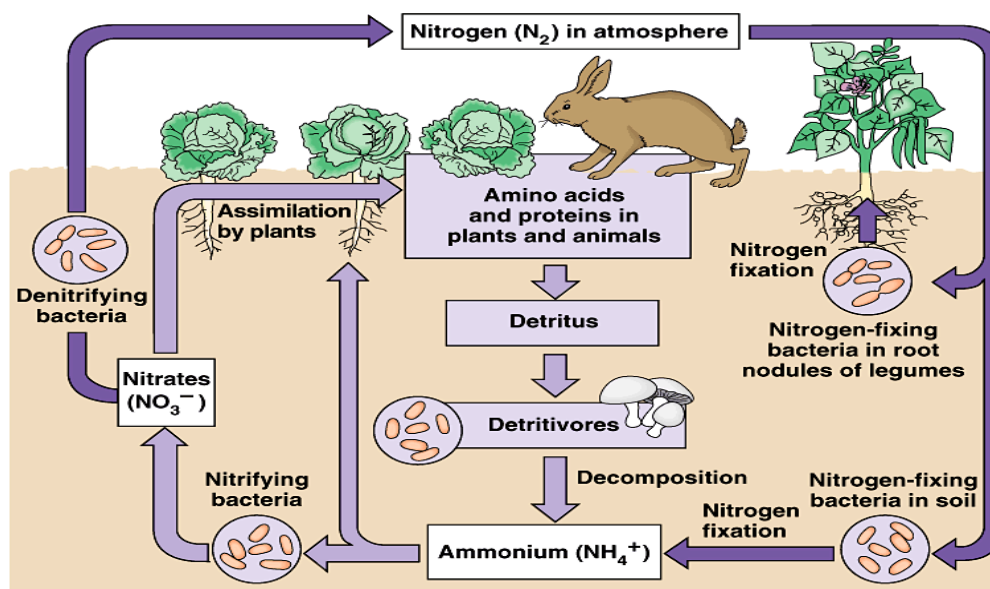 Nitrogen (N₂) in atmosphere
Amino acids
and proteins in
plants and animals
Assimilation
by plants
Nitrogen
fixation
Denitrifying
bacteria
Detritus
Nitrogen-fixing
bacteria in root
nodules of legumes
Nitrates
(NO₃⁻)
Detritivores
Decomposition
Nitrifying
bacteria
Nitrogen-fixing
bacteria in soil
Nitrogen
fixation
Ammonium (NH₄⁺)